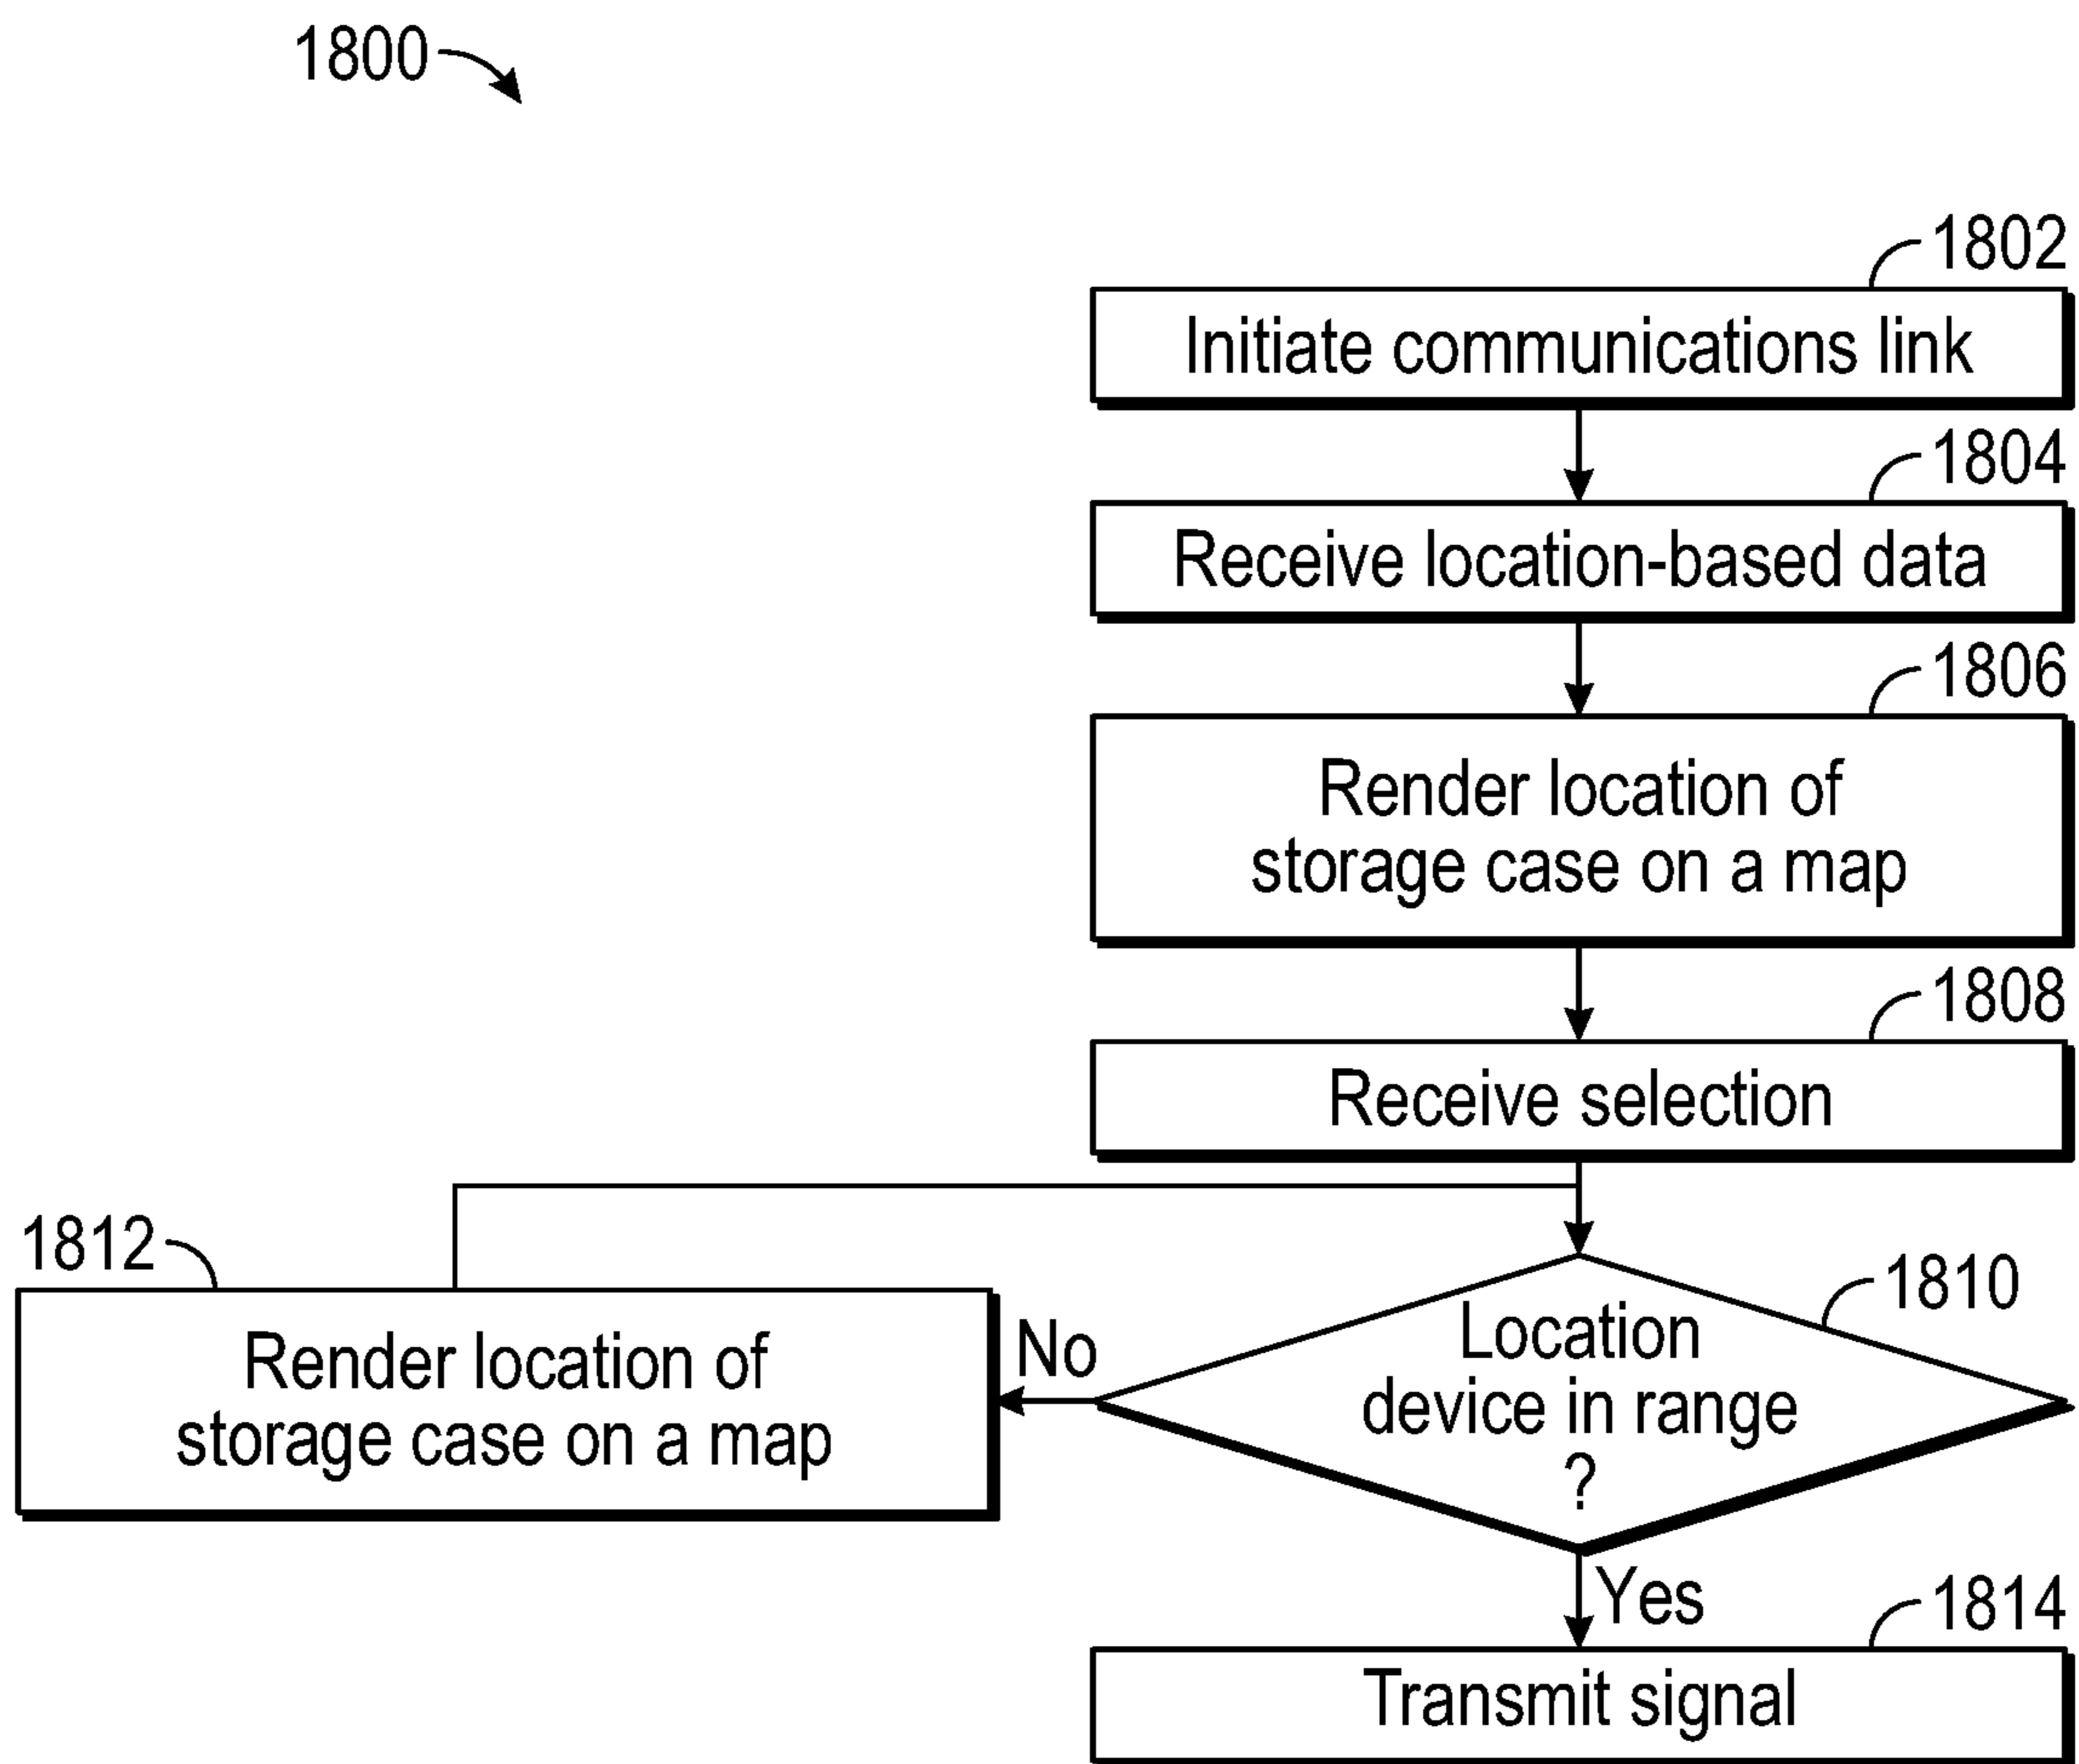 1800
1802
Initiate communications link
1804
Receive location-based data
1806
Render location of
storage case on a map
1808
Receive selection
1812
Render location of
storage case on a map
No
1810
Location
device in range
?
Yes
1814
Transmit signal